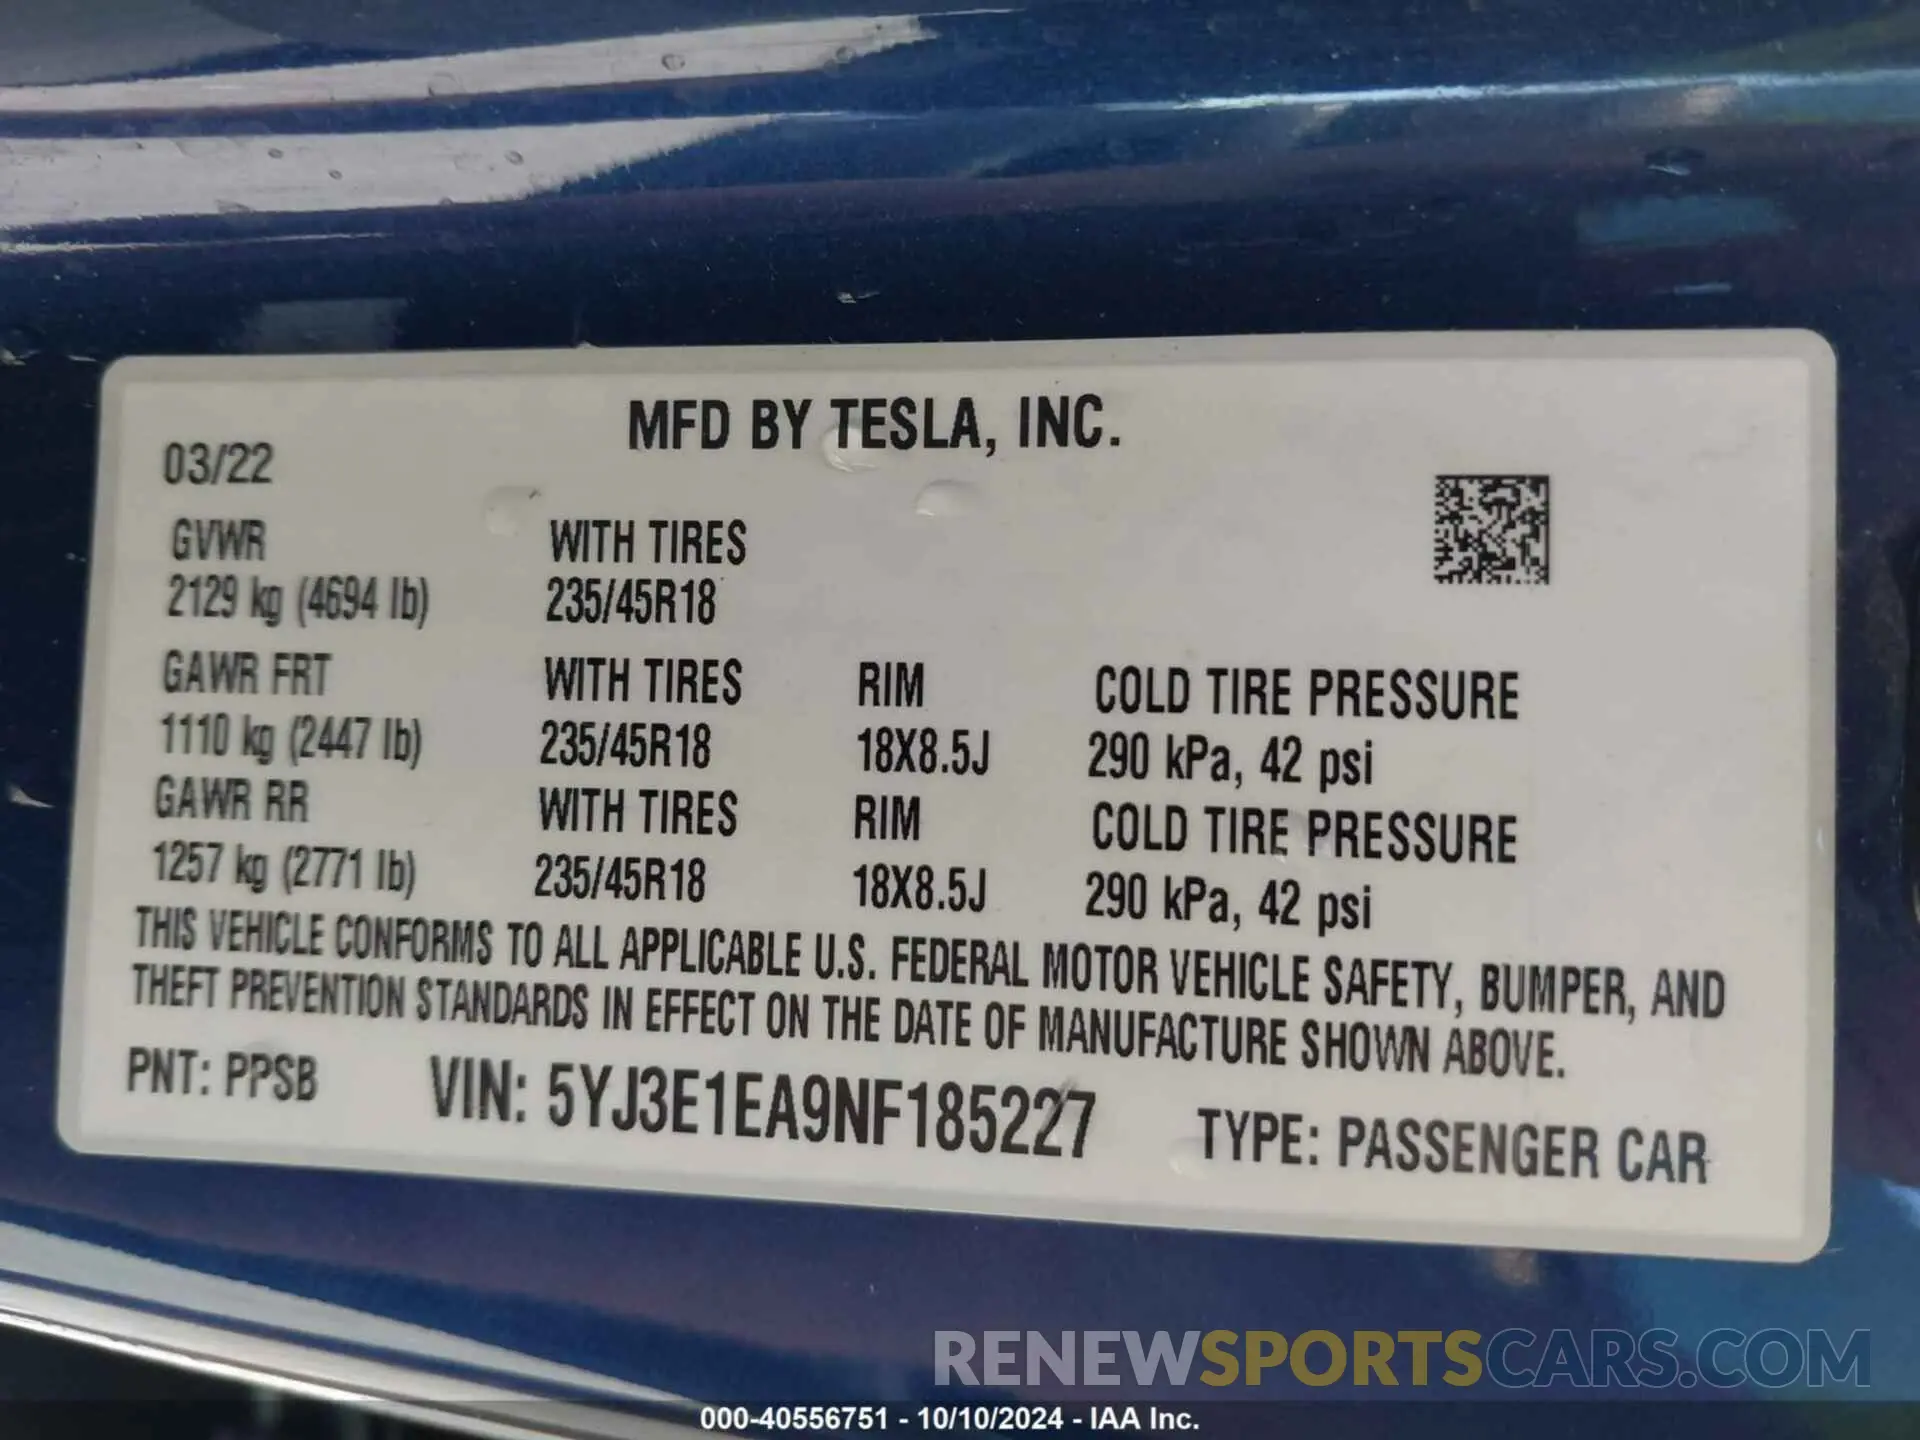 MFD BY TESLA, INC.
03/22
GVWR WITH TIRES
2129 kg (4694 lb) 235/45R18
GAWR FRT WITH TIRES RIM COLD TIRE PRESSURE
1110 kg (2447 lb) 235/45R18 18X8.5J 290 kPa, 42 psi
GAWR RR WITH TIRES RIM COLD TIRE PRESSURE
1257 kg (2771 lb) 235/45R18 18X8.5J 290 kPa, 42 psi
THIS VEHICLE CONFORMS TO ALL APPLICABLE U.S. FEDERAL MOTOR VEHICLE SAFETY, BUMPER, AND
THEFT PREVENTION STANDARDS IN EFFECT ON THE DATE OF MANUFACTURE SHOWN ABOVE.
PNT: PPSB VIN: 5YJ3E1EA9NF185227 TYPE: PASSENGER CAR
RENEWSPORTSCARS.COM
000-40556751 - 10/10/2024 - IAA Inc.